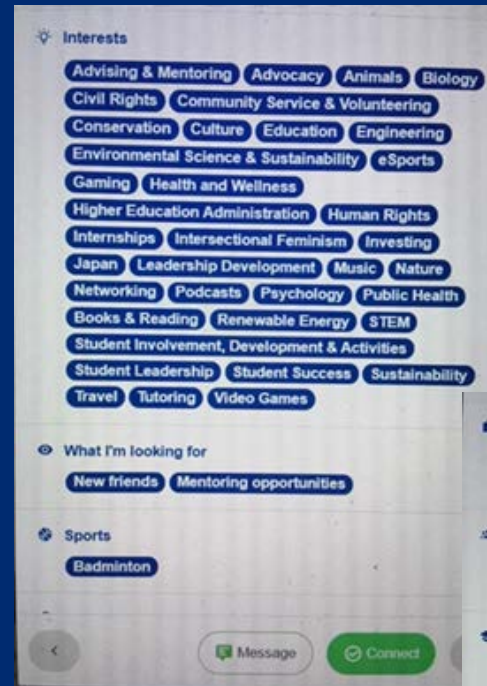 Interests
Advising & Mentoring Advocacy Animals Biology
Civil Rights Community Service & Volunteering
Conservation Culture Education Engineering
Environmental Science & Sustainability eSports
Gaming Health and Wellness
Higher Education Administration Human Rights
Internships Intersectional Feminism Investing
Japan Leadership Development Music Nature
Networking Podcasts Psychology Public Health
Books & Reading Renewable Energy STEM
Student Involvement, Development & Activities
Student Leadership Student Success Sustainability
Travel Tutoring Video Games
What I'm looking for
New friends Mentoring opportunities
Sports
Badminton
Message Connect